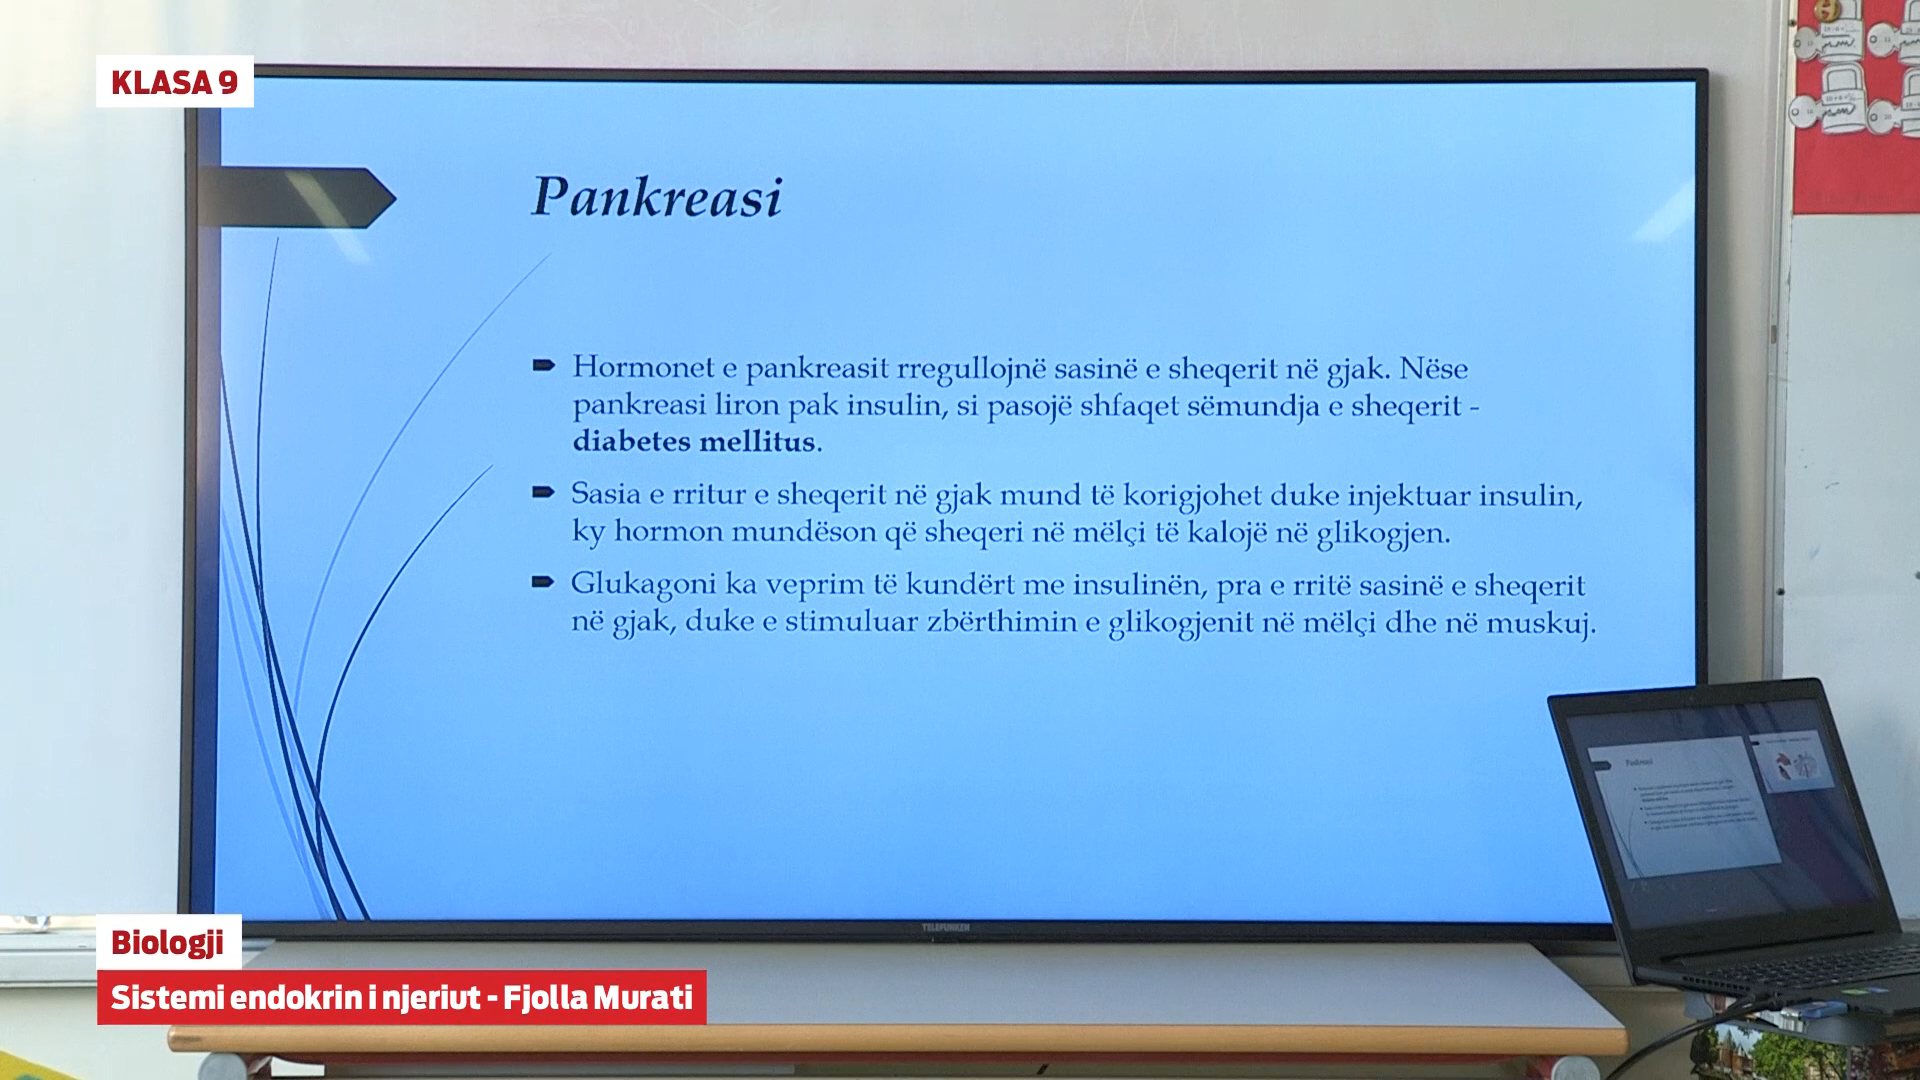 KLASA 9
Pankreasi
Hormonet e pankreasit rregullojnë sasinë e sheqerit në gjak. Nëse
pankreasi liron pak insulin, si pasojë shfaqet sëmundja e sheqerit -
diabetes mellitus.
Sasia e rritur e sheqerit në gjak mund të korigjohet duke injektuar insulin,
ky hormon mundëson që sheqeri në mëlçi të kalojë në glikogjen.
Glukagoni ka veprim të kundërt me insulinën, pra e rritë sasinë e sheqerit
në gjak, duke e stimuluar zbërthimin e glikogjenit në mëlçi dhe në muskuj.
TELEFUNKEN
Pankreasi
Biologji
Sistemi endokrin i njeriut - Fjolla Murati